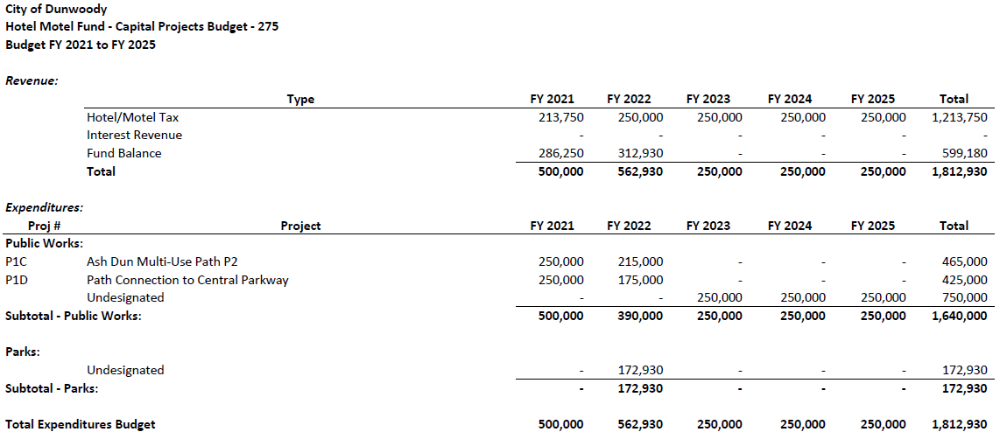 City of Dunwoody
Hotel Motel Fund - Capital Projects Budget - 275
Budget FY 2021 to FY 2025
Revenue:
Type FY 2021 FY 2022 FY 2023 FY 2024 FY 2025 Total
Hotel/Motel Tax 213,750 250,000 250,000 250,000 250,000 1,213,750
Interest Revenue - - - - - -
Fund Balance 286,250 312,930 - - - 599,180
Total 500,000 562,930 250,000 250,000 250,000 1,812,930
Expenditures:
Proj # Project FY 2021 FY 2022 FY 2023 FY 2024 FY 2025 Total
Public Works:
P1C Ash Dun Multi-Use Path P2 250,000 215,000 - - - 465,000
P1D Path Connection to Central Parkway 250,000 175,000 - - - 425,000
Undesignated - - 250,000 250,000 250,000 750,000
Subtotal - Public Works: 500,000 390,000 250,000 250,000 250,000 1,640,000
Parks:
Undesignated - 172,930 - - - 172,930
Subtotal - Parks: - 172,930 - - - 172,930
Total Expenditures Budget 500,000 562,930 250,000 250,000 250,000 1,812,930